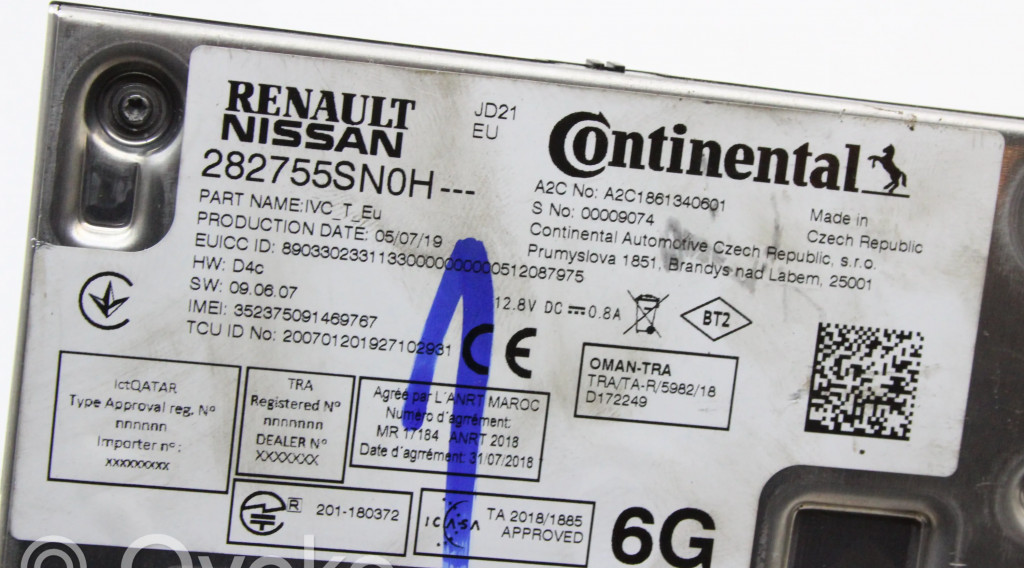 RENAULT
NISSAN
JD21
EU
282755SN0H---
PART NAME:IVC_T_Eu
PRODUCTION DATE: 05/07/19
EUICC ID: 89033023311330000000000512087975
HW: D4c
SW: 09.06.07
IMEI: 352375091469767
TCU ID No: 200701201927102931
Continental
A2C No: A2C1861340601
S No: 00009074
Made in
Czech Republic
Continental Automotive Czech Republic, s.r.o.
Prumyslova 1851, Brandys nad Labem, 25001
12.8V DC 0.8A
BT2
CE
OMAN-TRA
TRA/TA-R/5982/18
D172249
ictQATAR
Type Approval reg. Nº
nnnnnn
Importer nº:
xxxxxxxxx
TRA
Registered Nº
nnnnnnn
DEALER Nº
XXXXXXX
Agréé par L'ANRT MAROC
Numéro d'agrément:
MR 17184 ANRT 2018
Date d'agrément: 31/07/2018
R 201-180372
ICASA
TA 2018/1885
APPROVED
6G
© Ovoko